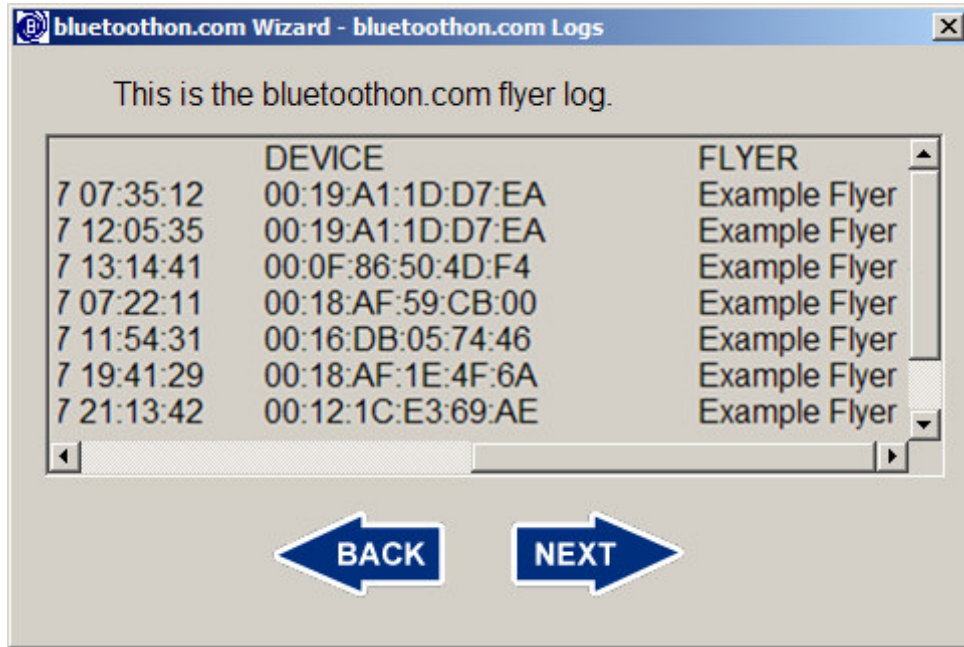 bluetoothon.com Wizard - bluetoothon.com Logs
This is the bluetoothon.com flyer log.
DEVICE FLYER
7 07:35:12 00:19:A1:1D:D7:EA Example Flyer
7 12:05:35 00:19:A1:1D:D7:EA Example Flyer
7 13:14:41 00:0F:86:50:4D:F4 Example Flyer
7 07:22:11 00:18:AF:59:CB:00 Example Flyer
7 11:54:31 00:16:DB:05:74:46 Example Flyer
7 19:41:29 00:18:AF:1E:4F:6A Example Flyer
7 21:13:42 00:12:1C:E3:69:AE Example Flyer
BACK NEXT